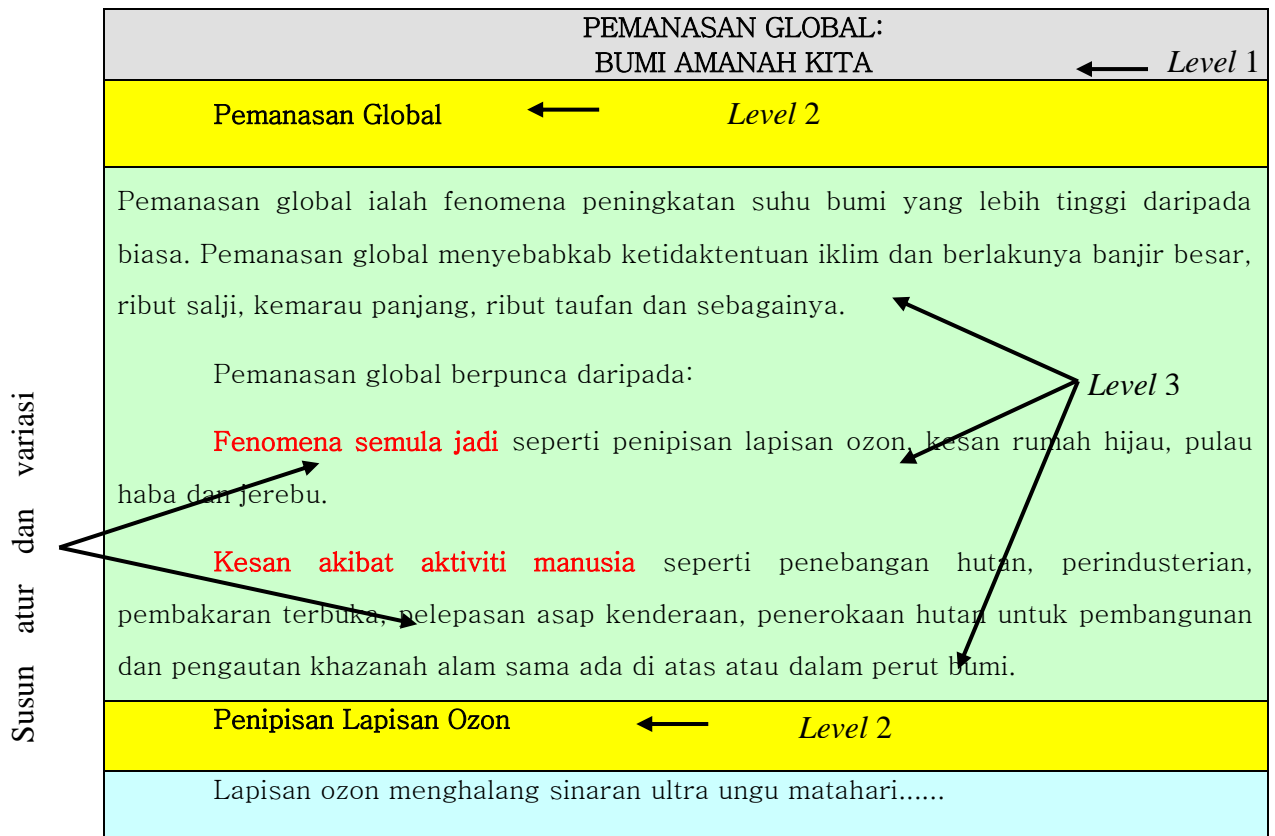 PEMANASAN GLOBAL:
BUMI AMANAH KITA
Level 1
Pemanasan Global
Level 2
Pemanasan global ialah fenomena peningkatan suhu bumi yang lebih tinggi daripada
biasa. Pemanasan global menyebabkab ketidaktentuan iklim dan berlakunya banjir besar,
ribut salji, kemarau panjang, ribut taufan dan sebagainya.
Pemanasan global berpunca daripada:
Level 3
Fenomena semula jadi seperti penipisan lapisan ozon, kesan rumah hijau, pulau
haba dan jerebu.
Kesan akibat aktiviti manusia seperti penebangan hutan, perindusterian,
pembakaran terbuka, pelepasan asap kenderaan, penerokaan hutan untuk pembangunan
dan pengautan khazanah alam sama ada di atas atau dalam perut bumi.
Susun atur dan variasi
Penipisan Lapisan Ozon
Level 2
Lapisan ozon menghalang sinaran ultra ungu matahari......